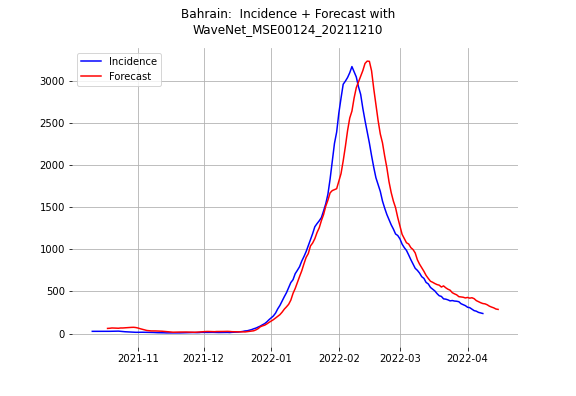 Bahrain:  Incidence + Forecast with
WaveNet_MSE00124_20211210
Incidence
Forecast
3000
2500
2000
1500
1000
500
0
2021-11 2021-12 2022-01 2022-02 2022-03 2022-04